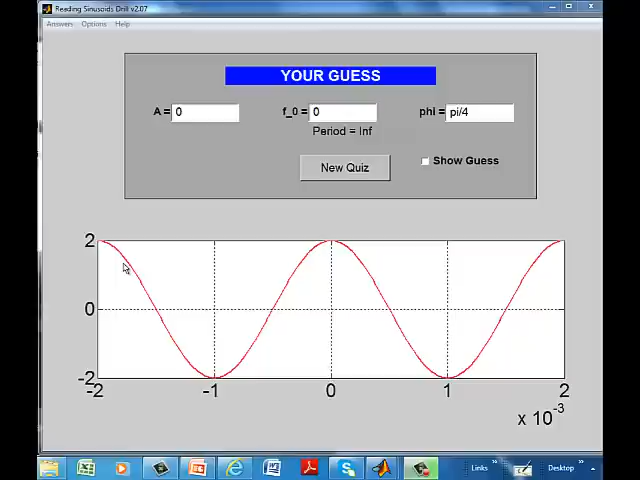 Reading Sinusoids Drill v2.07
Answers Options Help
YOUR GUESS
A = 0 f_0 = 0 phi = pi/4
Period = Inf
New Quiz Show Guess
2
0
-2
-2 -1 0 1 2
x 10-3
Links » Desktop »